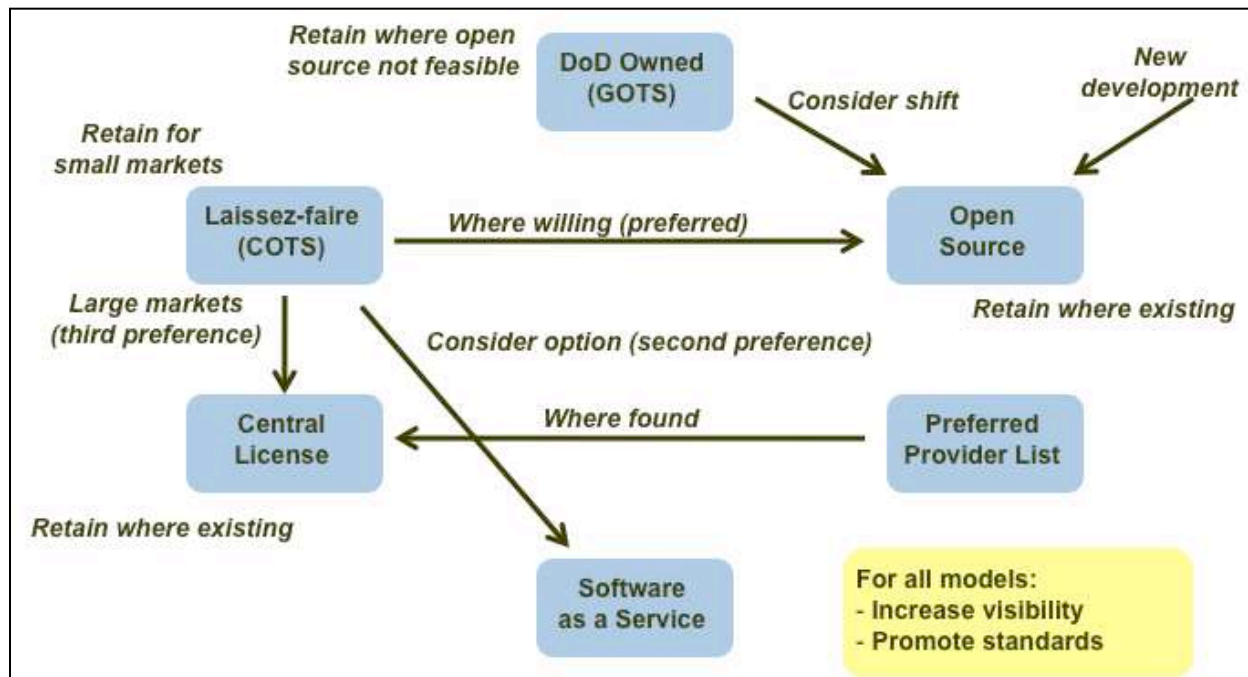 Retain where open
source not feasible
DoD Owned
(GOTS)
New
development
Consider shift
Retain for
small markets
Laissez-faire
(COTS)
Where willing (preferred)
Open
Source
Large markets
(third preference)
Retain where existing
Consider option (second preference)
Central
License
Where found
Preferred
Provider List
Retain where existing
Software
as a Service
For all models:
- Increase visibility
- Promote standards